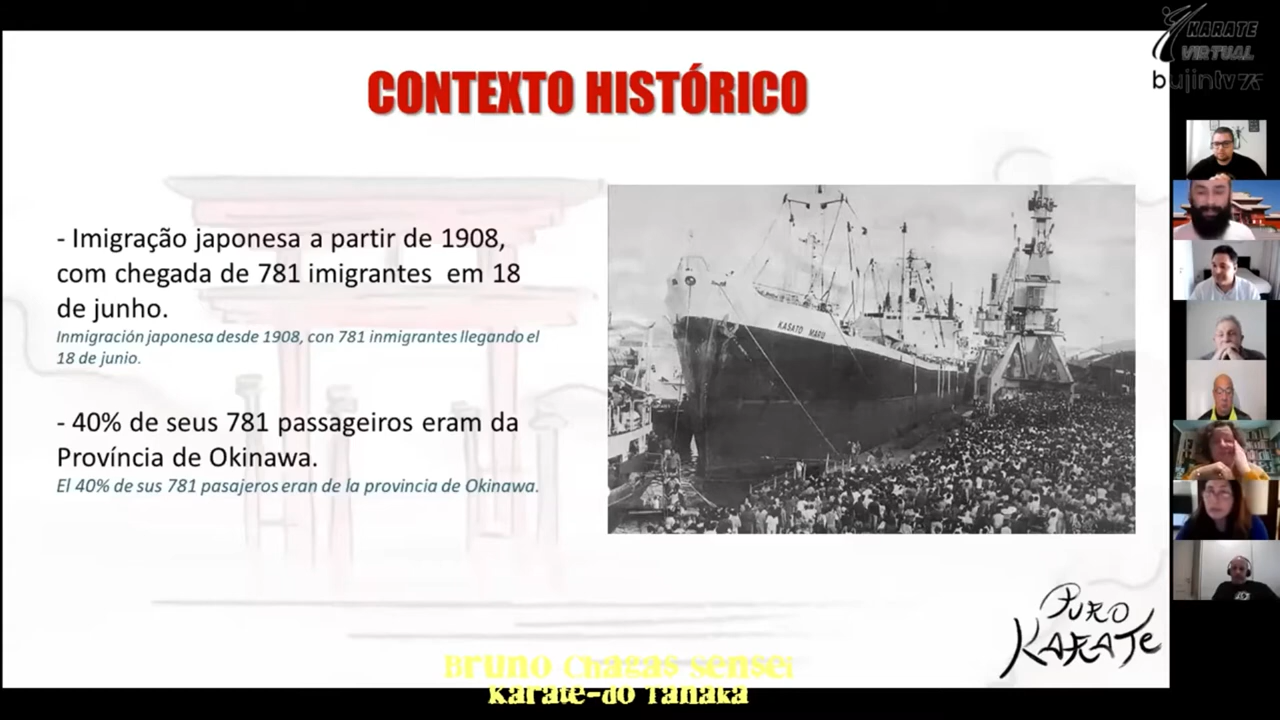 KARATE
VIRTUAL
bujintv
CONTEXTO HISTÓRICO
- Imigração japonesa a partir de 1908,
com chegada de 781 imigrantes em 18
de junho.
Inmigración japonesa desde 1908, con 781 inmigrantes llegando el
18 de junio.
- 40% de seus 781 passageiros eram da
Província de Okinawa.
El 40% de sus 781 pasajeros eran de la provincia de Okinawa.
KASATO MARU
PURO
KARATE
Bruno Chagas Sensei
Karate-do Tanaka